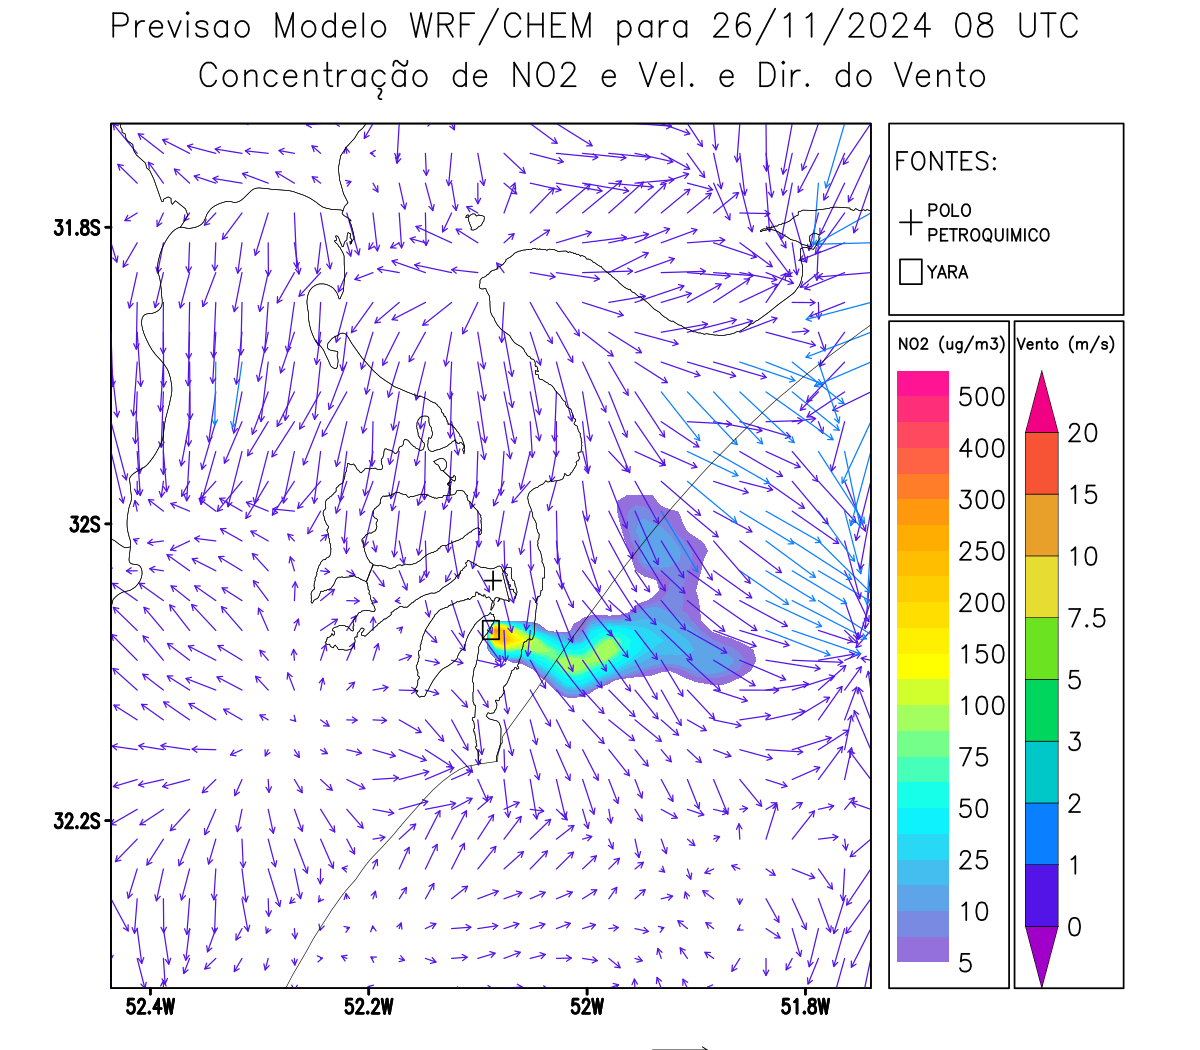 Previsao Modelo WRF/CHEM para 26/11/2024 08 UTC
Concentração de NO2 e Vel. e Dir. do Vento
FONTES:
POLO
PETROQUIMICO
YARA
NO2 (ug/m3)
500
400
300
250
200
150
100
75
50
25
10
5
Vento (m/s)
20
15
10
7.5
5
3
2
1
0
31.8S
32S
32.2S
52.4W
52.2W
52W
51.8W